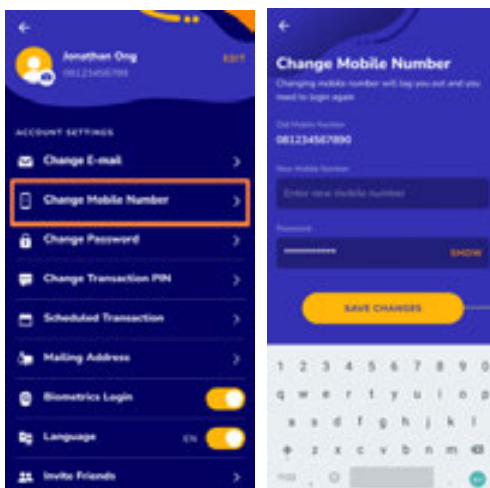 Jonathan Ong
EDIT
ACCOUNT SETTINGS
Change E-mail
Change Mobile Number
Change Password
Change Transaction PIN
Scheduled Transaction
Mailing Address
Biometrics Login
Language
EN
Invite Friends
Change Mobile Number
Changing mobile number will log you out and you
need to login again
Old Mobile Number
081234567890
New Mobile Number
Enter new mobile number
Password
SHOW
SAVE CHANGES
1 2 3 4 5 6 7 8 9 0
q w e r t y u i o p
a s d f g h j k l
z x c v b n m